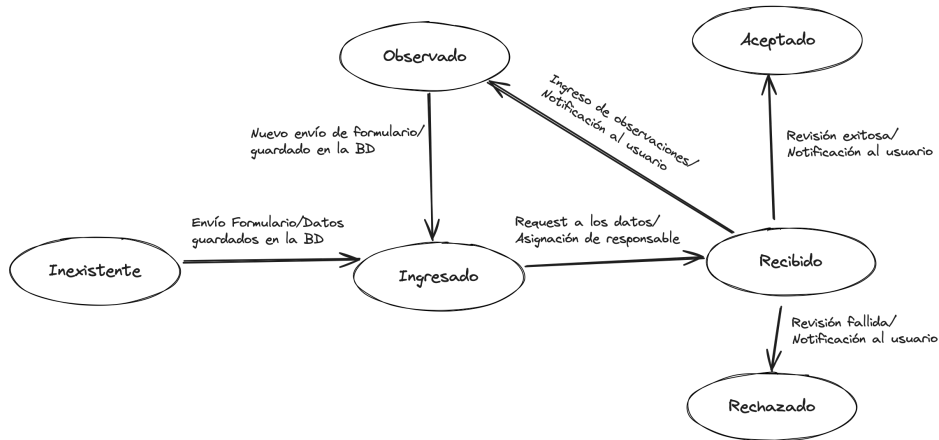 Observado
Aceptado
Ingreso de observaciones/
Notificación al usuario
Nuevo envío de formulario/
guardado en la BD
Revisión exitosa/
Notificación al usuario
Envío Formulario/Datos
guardados en la BD
Request a los datos/
Asignación de responsable
Inexistente
Ingresado
Recibido
Revisión fallida/
Notificación al usuario
Rechazado